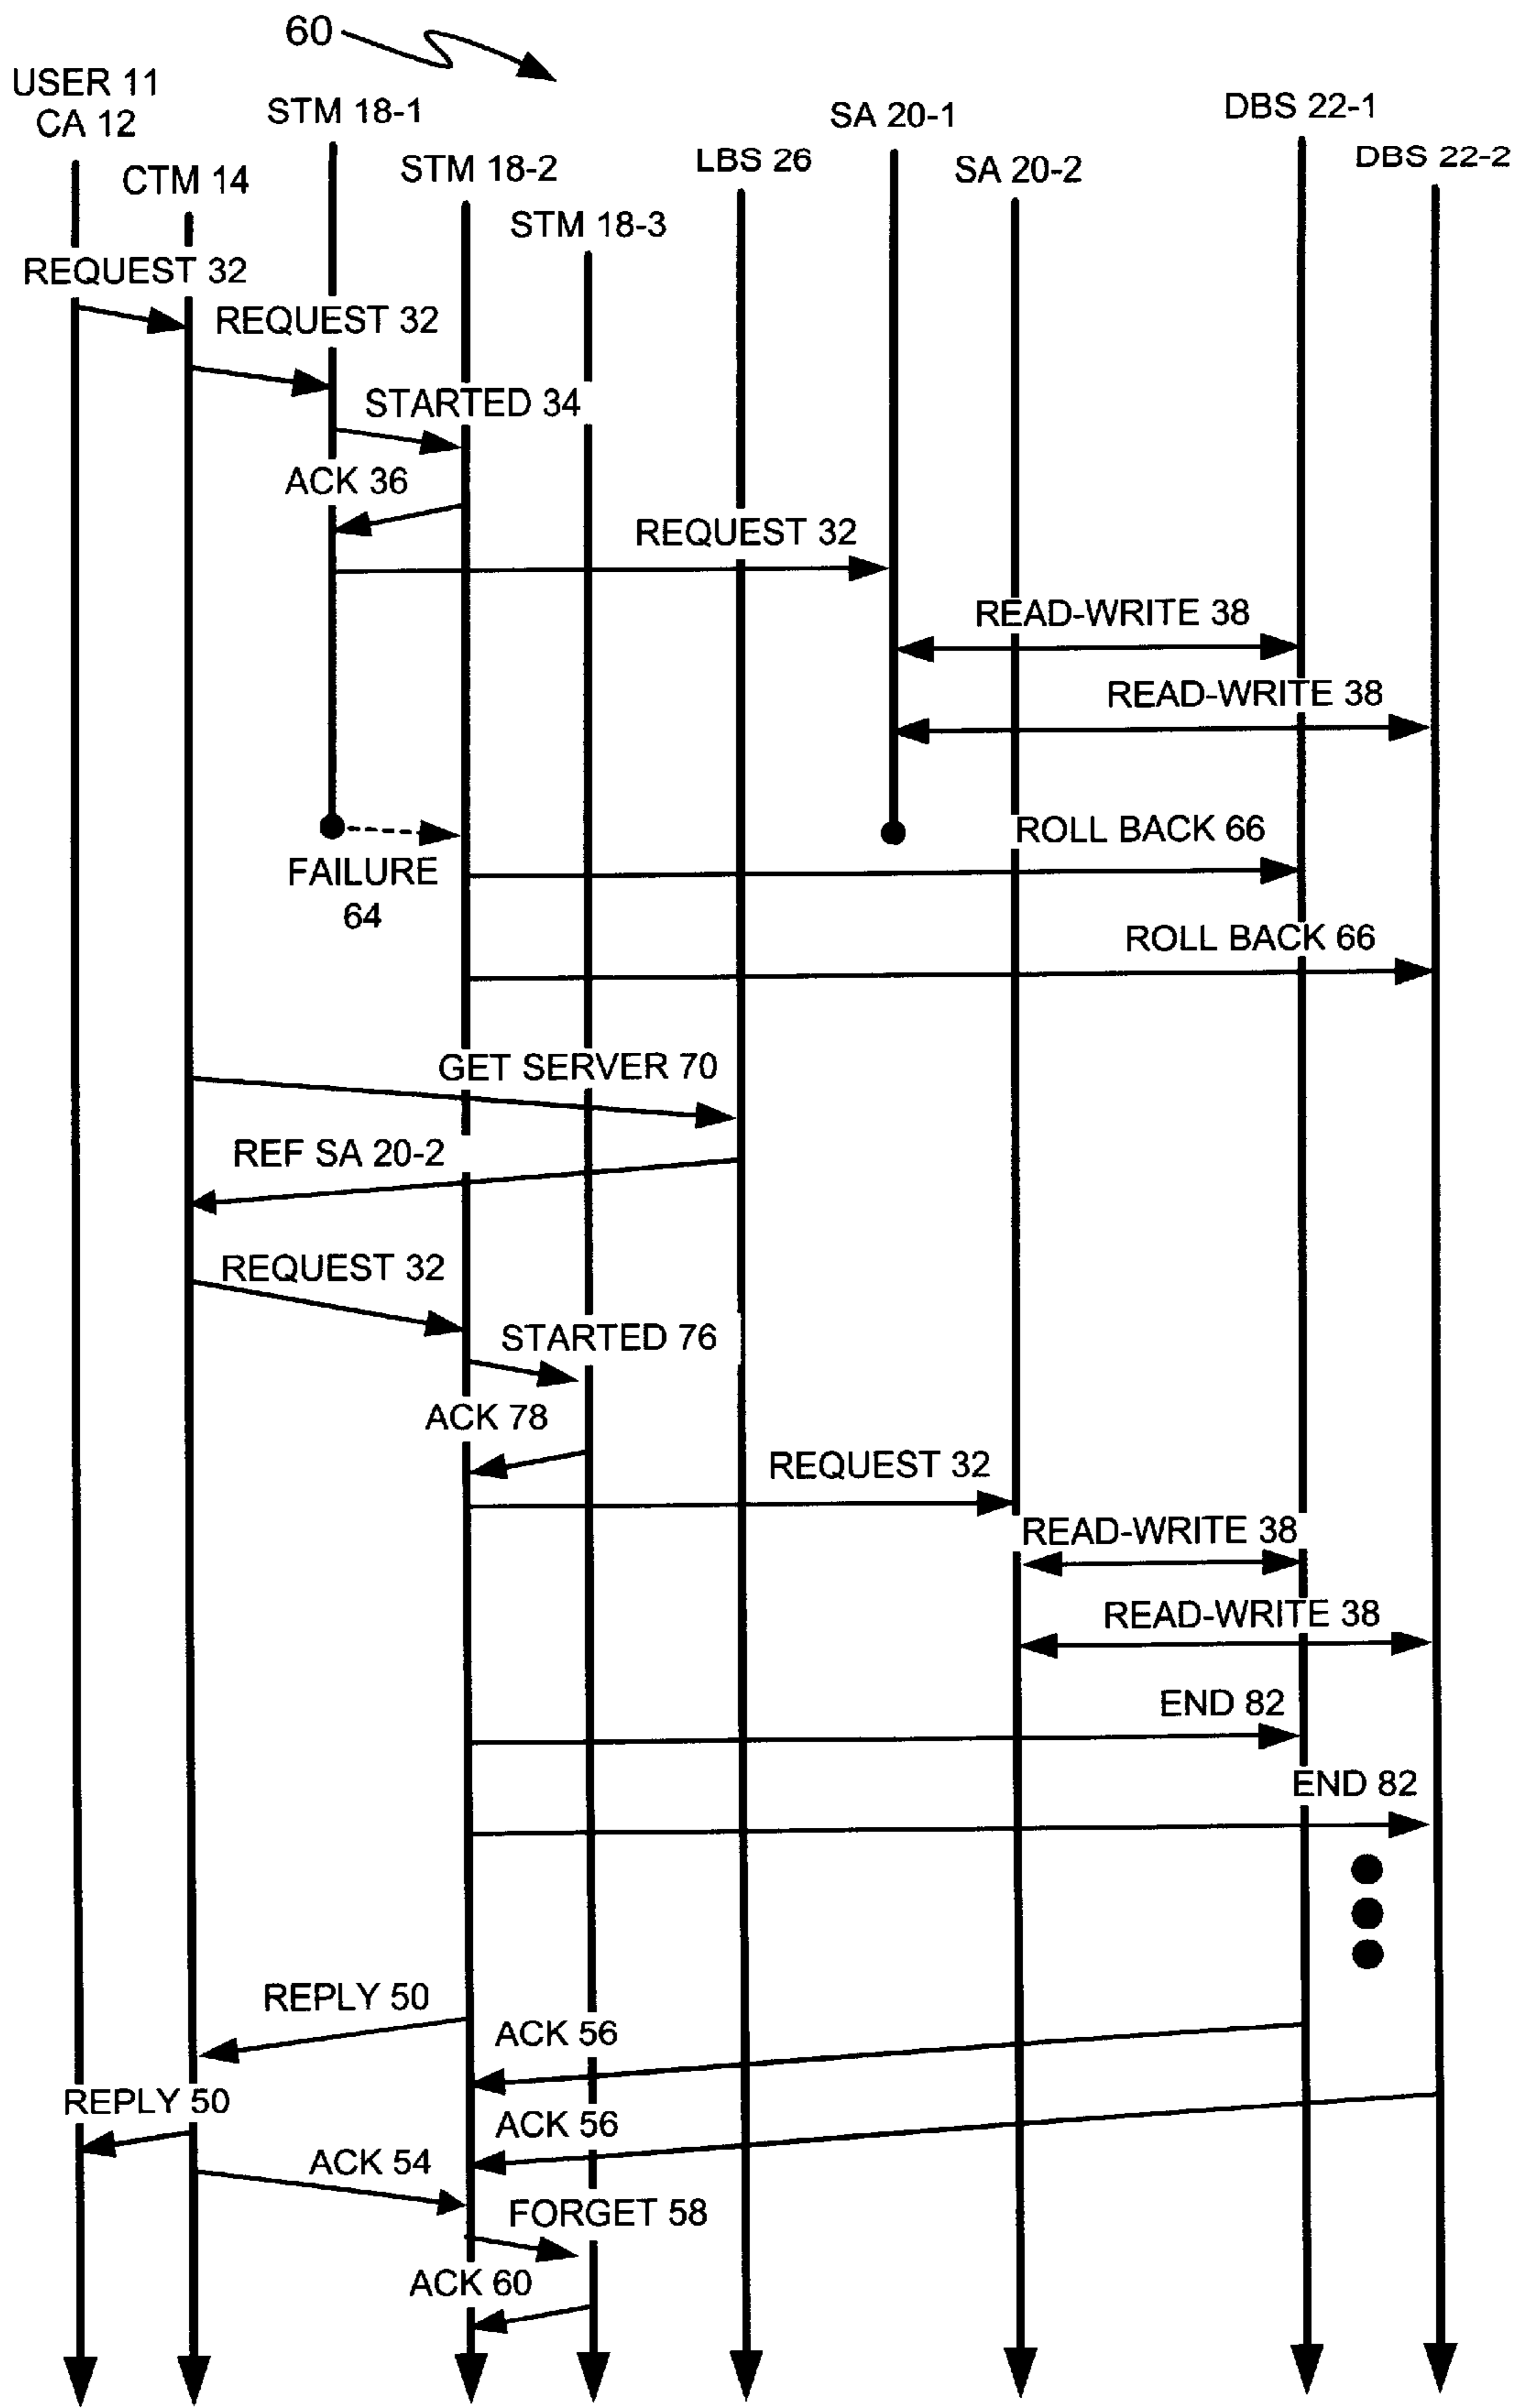 60
USER 11
CA 12
STM 18-1
SA 20-1
DBS 22-1
CTM 14
STM 18-2
LBS 26
SA 20-2
DBS 22-2
STM 18-3
REQUEST 32
REQUEST 32
STARTED 34
ACK 36
REQUEST 32
READ-WRITE 38
READ-WRITE 38
FAILURE
64
ROLL BACK 66
ROLL BACK 66
GET SERVER 70
REF SA 20-2
REQUEST 32
STARTED 76
ACK 78
REQUEST 32
READ-WRITE 38
READ-WRITE 38
END 82
END 82
REPLY 50
ACK 56
REPLY 50
ACK 56
ACK 54
FORGET 58
ACK 60